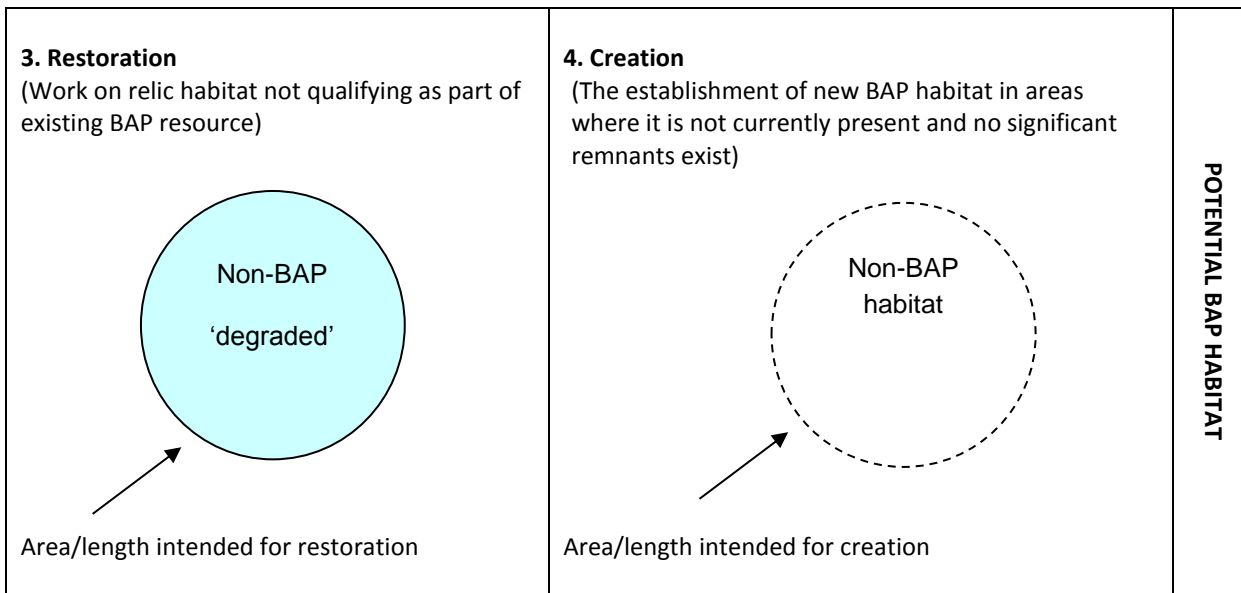 3. Restoration
(Work on relic habitat not qualifying as part of
existing BAP resource)
Non-BAP
‘degraded’
Area/length intended for restoration
4. Creation
(The establishment of new BAP habitat in areas
where it is not currently present and no significant
remnants exist)
Non-BAP
habitat
Area/length intended for creation
POTENTIAL BAP HABITAT